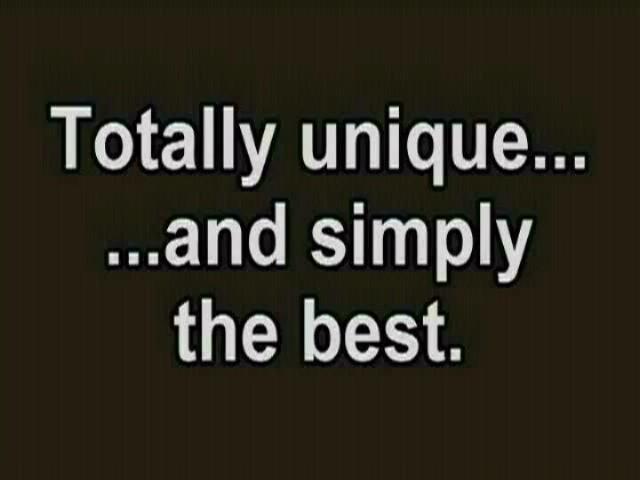 Totally unique...
...and simply
the best.